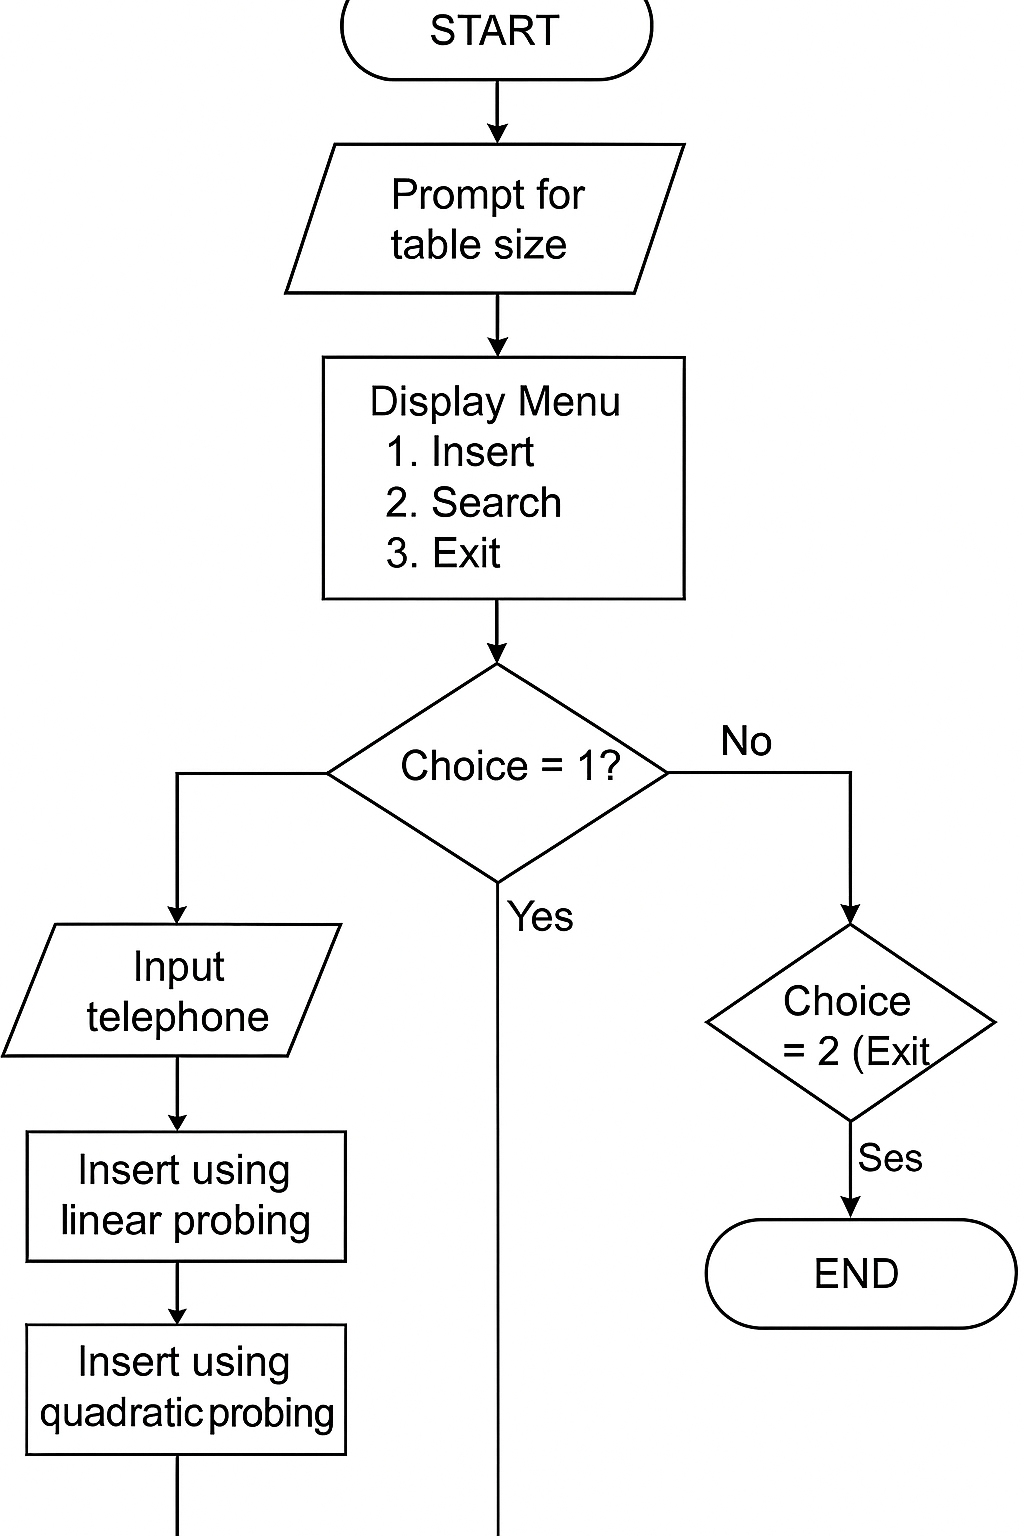 START
Prompt for
table size
Display Menu
1. Insert
2. Search
3. Exit
Choice = 1?
No
Yes
Input
telephone
Choice
= 2 (Exit
Insert using
linear probing
Ses
END
Insert using
quadratic probing